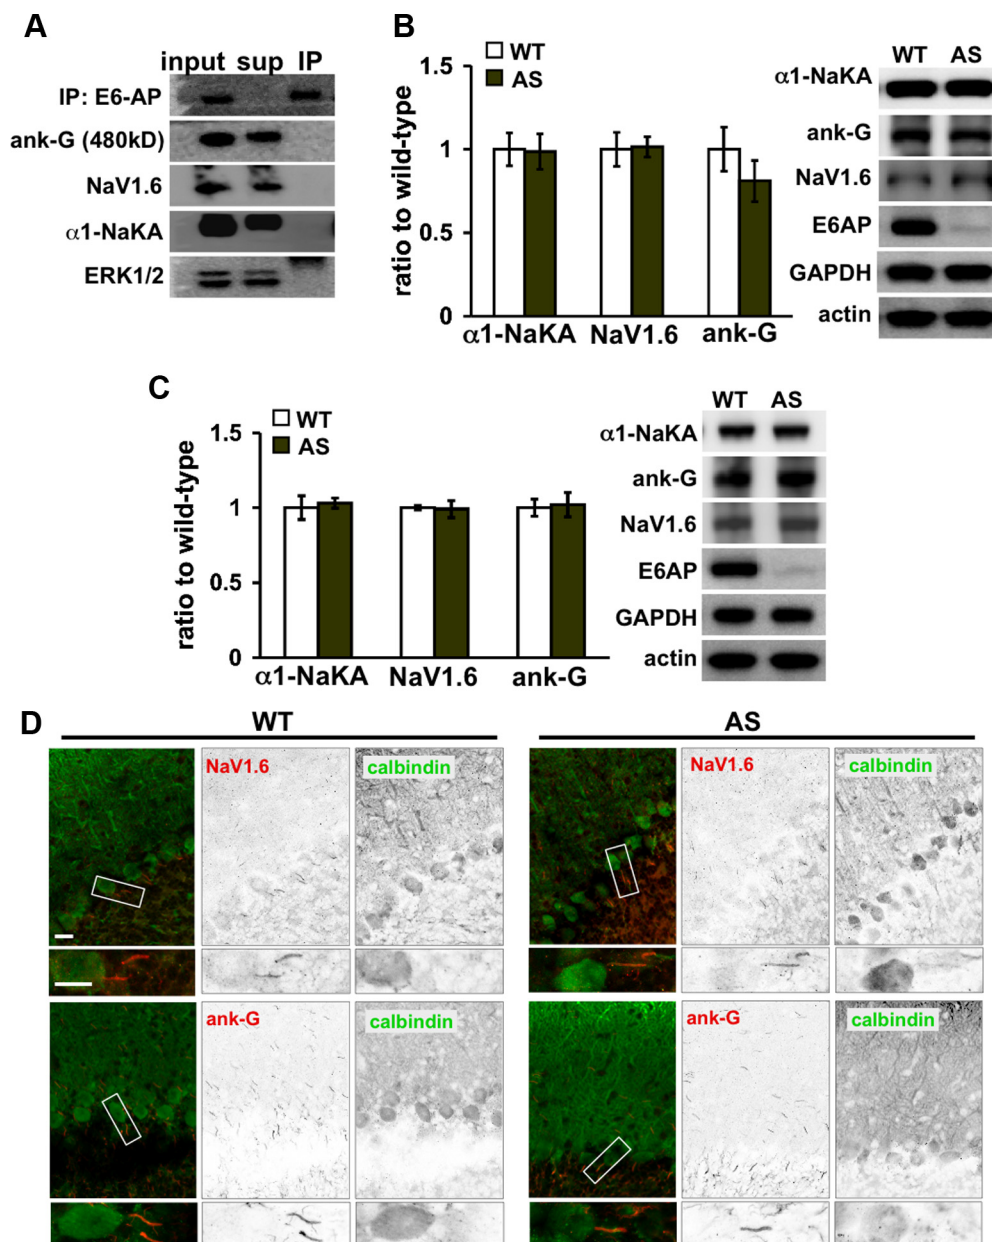 A
input sup IP
IP: E6-AP
ank-G (480kD)
NaV1.6
α1-NaKA
ERK1/2
B
WT
AS
ratio to wild-type
1.5
1
0.5
0
α1-NaKA NaV1.6 ank-G
WT AS
α1-NaKA
ank-G
NaV1.6
E6AP
GAPDH
actin
C
WT
AS
ratio to wild-type
1.5
1
0.5
0
α1-NaKA NaV1.6 ank-G
WT AS
α1-NaKA
ank-G
NaV1.6
E6AP
GAPDH
actin
D
WT
AS
NaV1.6
calbindin
NaV1.6
calbindin
ank-G
calbindin
ank-G
calbindin